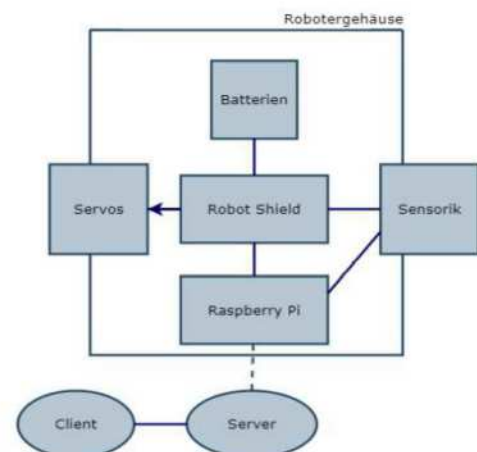 Robotergehäuse
Batterien
Servos
Robot Shield
Sensorik
Raspberry Pi
Client
Server